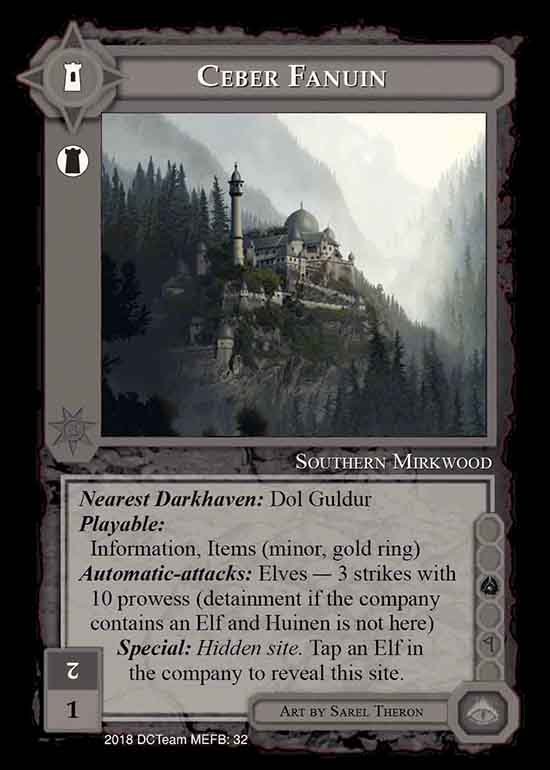 Ceber Fanuin
Southern Mirkwood
Nearest Darkhaven: Dol Guldur
Playable:
Information, Items (minor, gold ring)
Automatic-attacks: Elves — 3 strikes with
10 prowess (detainment if the company
contains an Elf and Huinen is not here)
Special: Hidden site. Tap an Elf in
the company to reveal this site.
2
1
Art by Sarel Theron
2018 DCTeam MEFB: 32